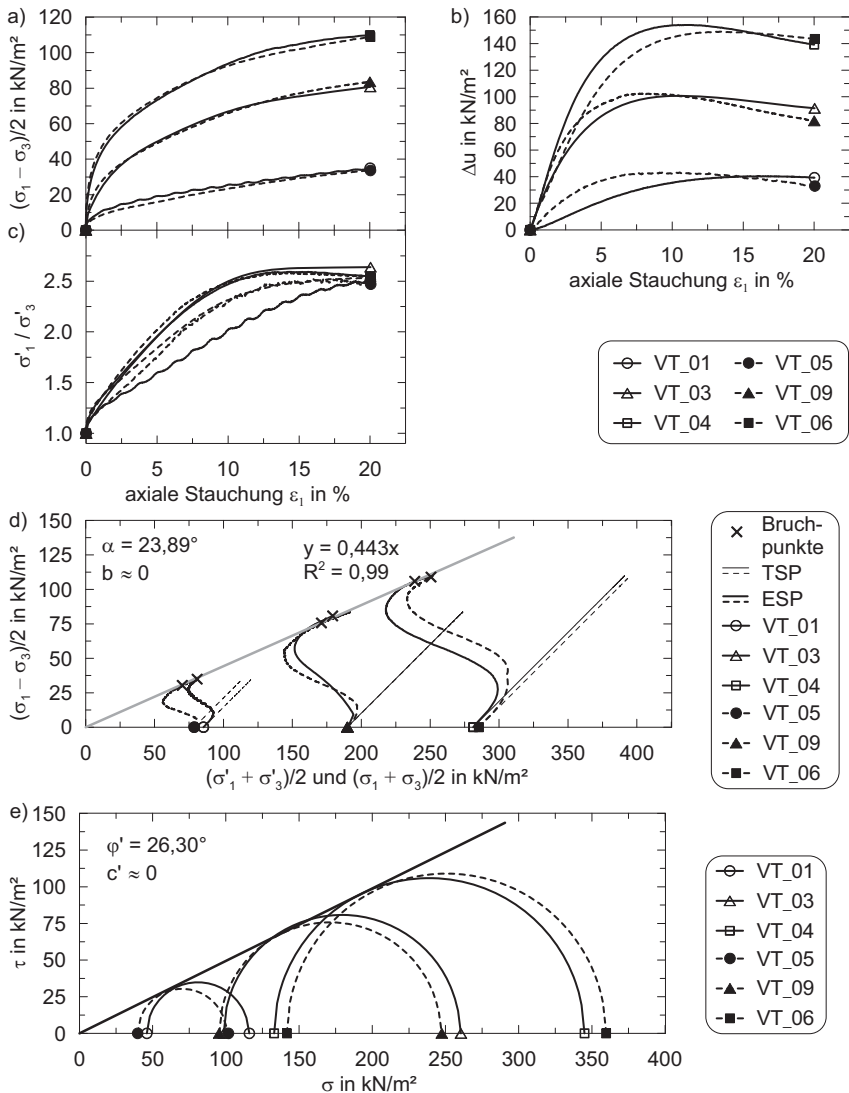 a)
(σ₁ − σ₃)/2 in kN/m²
120
100
80
60
40
20
0
b)
Δu in kN/m²
160
140
120
100
80
60
40
20
0
0 5 10 15 20
axiale Stauchung ε₁ in %
c)
σ'₁ / σ'₃
2.5
2.0
1.5
1.0
0 5 10 15 20
axiale Stauchung ε₁ in %
VT_01 VT_05
VT_03 VT_09
VT_04 VT_06
d)
(σ₁ − σ₃)/2 in kN/m²
150
125
100
75
50
25
0
α = 23,89°
b ≈ 0
y = 0,443x
R² = 0,99
0 50 100 150 200 250 300 350 400
(σ'₁ + σ'₃)/2 und (σ₁ + σ₃)/2 in kN/m²
Bruch-
punkte
TSP
ESP
VT_01
VT_03
VT_04
VT_05
VT_09
VT_06
e)
τ in kN/m²
150
125
100
75
50
25
0
φ' = 26,30°
c' ≈ 0
0 50 100 150 200 250 300 350 400
σ in kN/m²
VT_01
VT_03
VT_04
VT_05
VT_09
VT_06